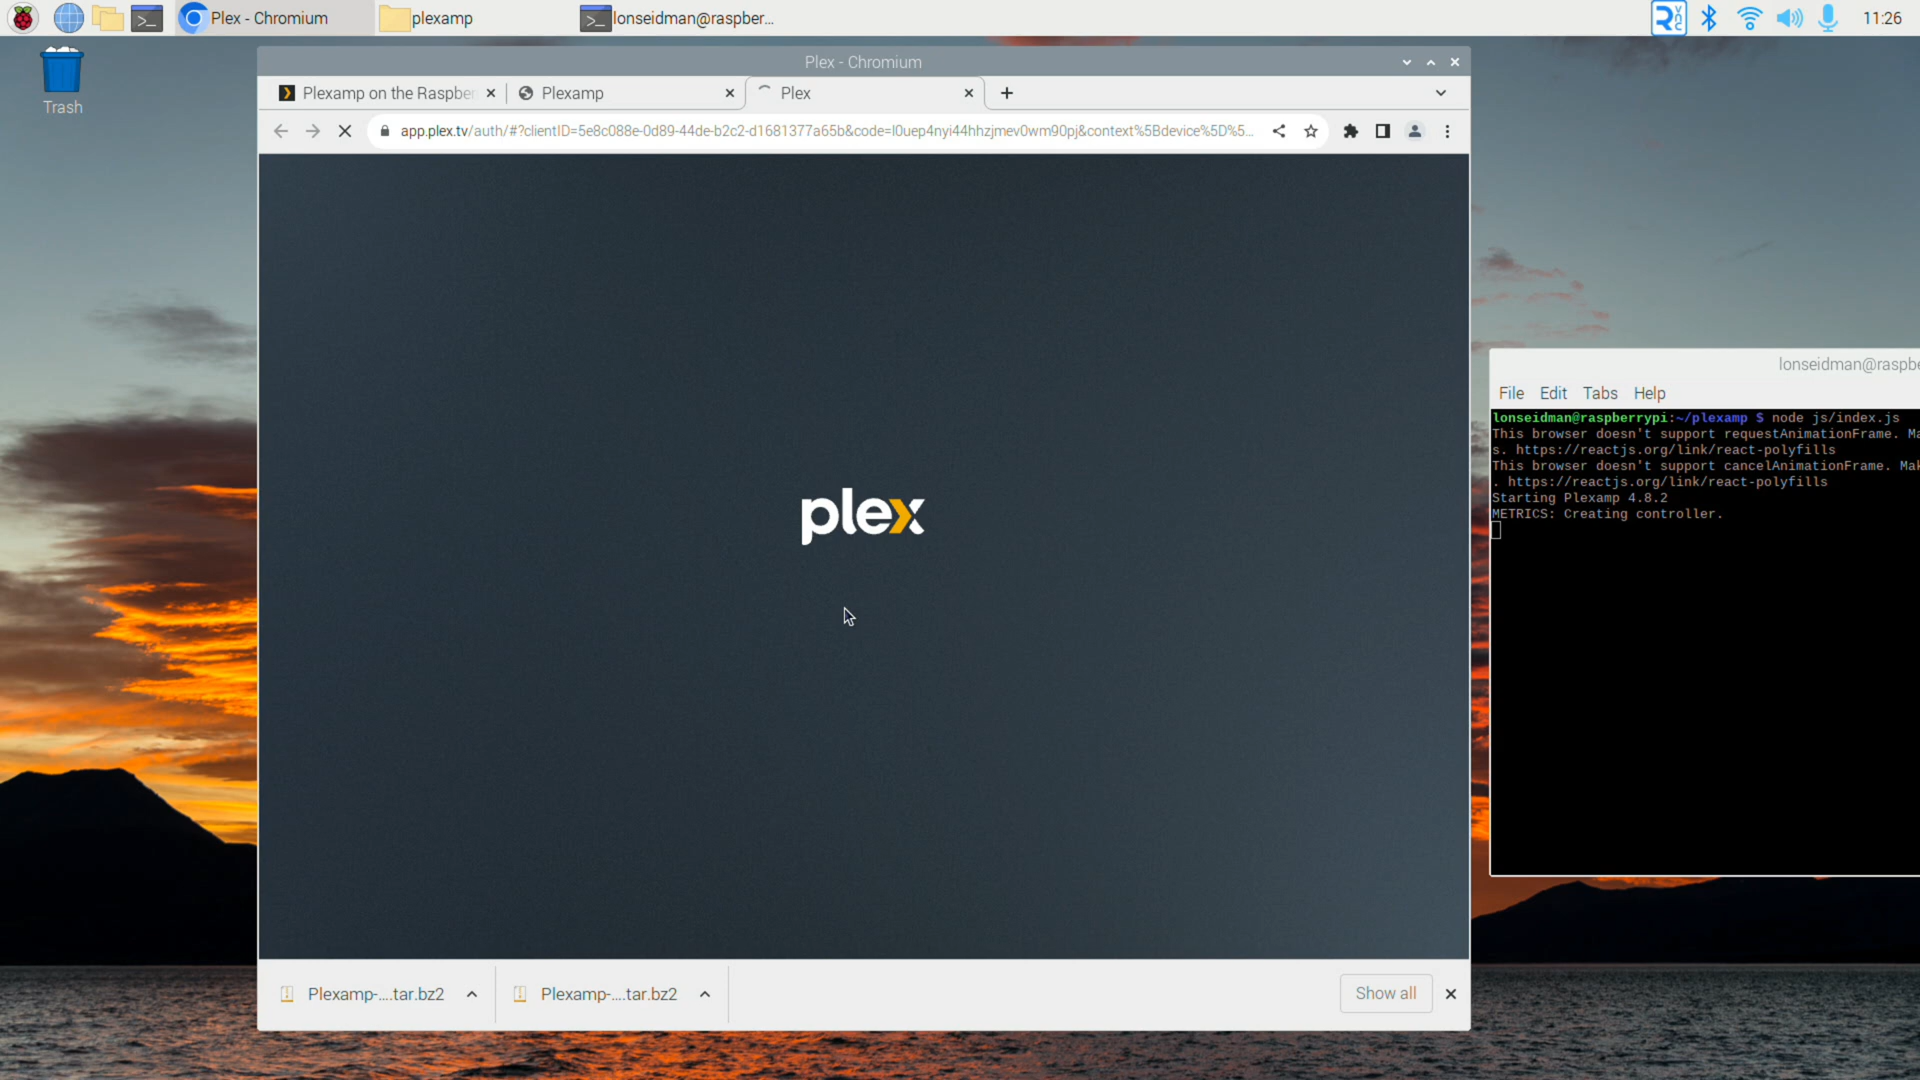 Plex - Chromium
plexamp
lonseidman@raspber...
11:26
Trash
Plex - Chromium
Plexamp on the Raspber
Plexamp
Plex
app.plex.tv/auth/#?clientID=5e8c088e-0d89-44de-b2c2-d1681377a65b&code=l0uep4nyi44hhzjmev0wm90pj&context%5Bdevice%5D%5...
plex
lonseidman@raspbe
File Edit Tabs Help
lonseidman@raspberrypi:~/plexamp $ node js/index.js
This browser doesn't support requestAnimationFrame. Ma
s. https://reactjs.org/link/react-polyfills
This browser doesn't support cancelAnimationFrame. Mak
. https://reactjs.org/link/react-polyfills
Starting Plexamp 4.8.2
METRICS: Creating controller.
Plexamp-....tar.bz2
Plexamp-....tar.bz2
Show all